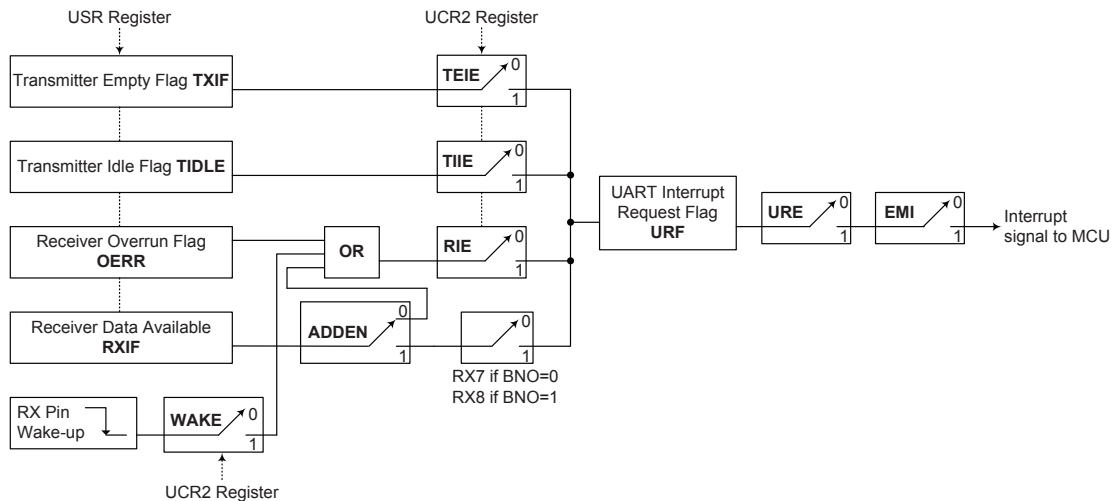 USR Register
UCR2 Register
Transmitter Empty Flag TXIF
TEIE
0
1
Transmitter Idle Flag TIDLE
TIIE
0
1
UART Interrupt
Request Flag
URF
URE
0
1
EMI
0
1
Interrupt
signal to MCU
Receiver Overrun Flag
OERR
OR
RIE
0
1
Receiver Data Available
RXIF
ADDEN
0
1
0
1
RX7 if BNO=0
RX8 if BNO=1
RX Pin
Wake-up
WAKE
0
1
UCR2 Register